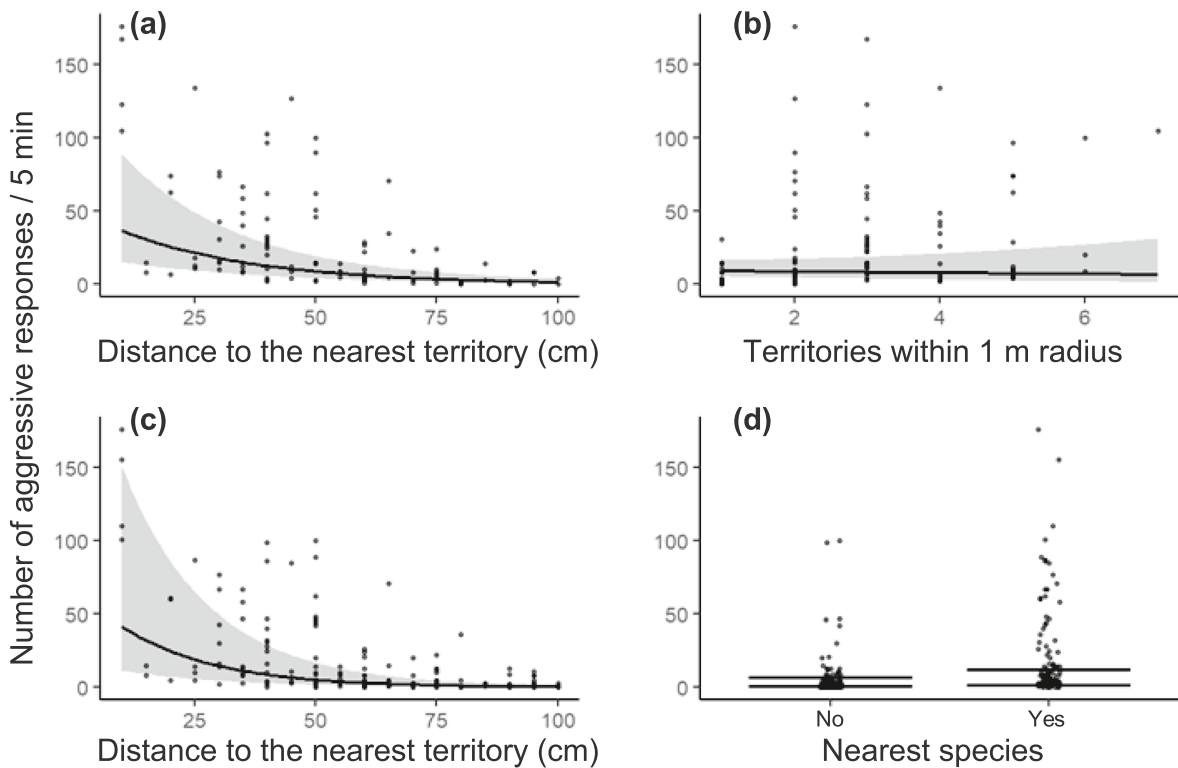 Number of aggressive responses / 5 min
(a)
150
100
50
0
25 50 75 100
Distance to the nearest territory (cm)
(b)
150
100
50
0
2 4 6
Territories within 1 m radius
(c)
150
100
50
0
25 50 75 100
Distance to the nearest territory (cm)
(d)
150
100
50
0
No Yes
Nearest species